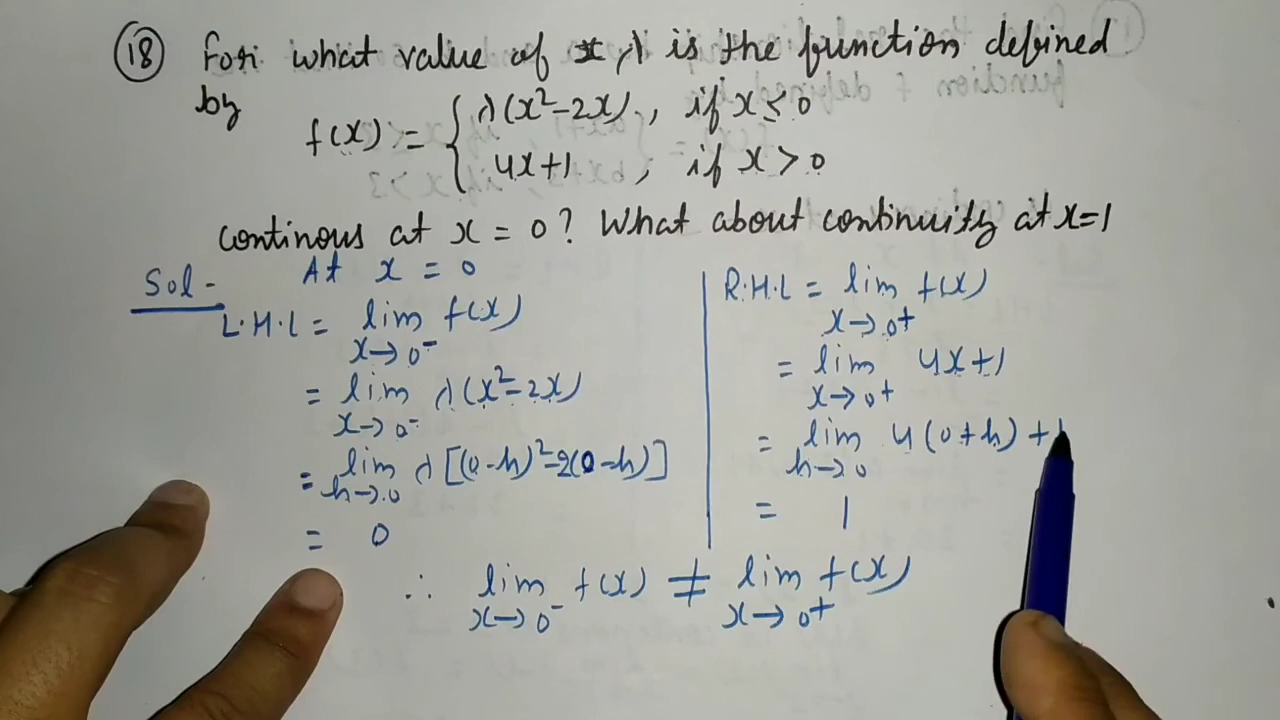 (18) For what value of λ is the function defined
by
f(x) = { λ(x²-2x), if x ≤ 0
4x+1 , if x > 0
continous at x = 0? What about continuity at x=1
Sol - At x = 0
L.H.L = lim f(x)
x→0⁻
= lim λ(x²-2x)
x→0⁻
= lim λ[(0-h)²-2(0-h)]
h→0
= 0
R.H.L = lim f(x)
x→0⁺
= lim 4x+1
x→0⁺
= lim 4(0+h)+1
h→0
= 1
∴ lim f(x) ≠ lim f(x)
x→0⁻ x→0⁺